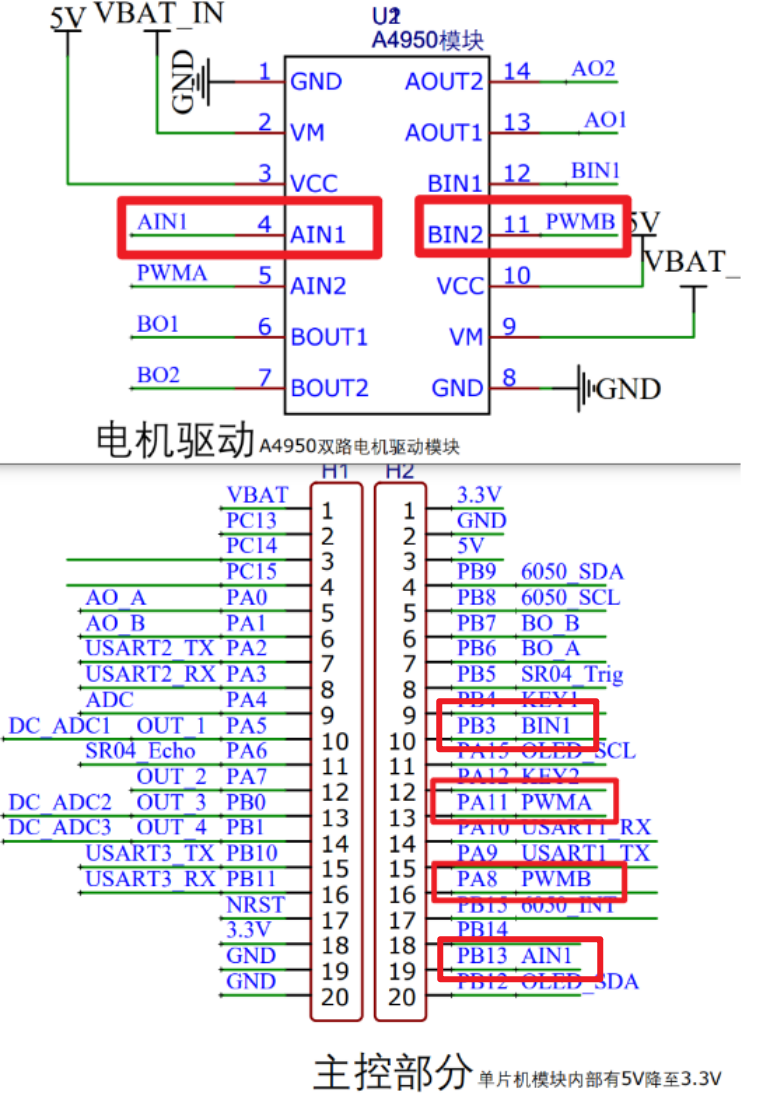 5V VBAT_IN U2
A4950模块
GND 1 GND AOUT2 14 AO2
2 VM AOUT1 13 AO1
3 VCC BIN1 12 BIN1
AIN1 4 AIN1 BIN2 11 PWMB 5V
PWMA 5 AIN2 VCC 10 VBAT_
BO1 6 BOUT1 VM 9
BO2 7 BOUT2 GND 8 GND
电机驱动 A4950双路电机驱动模块
H1 H2
VBAT 1 1 3.3V
PC13 2 2 GND
PC14 3 3 5V
PC15 4 4 PB9 6050_SDA
AO_A PA0 5 5 PB8 6050_SCL
AO_B PA1 6 6 PB7 BO_B
USART2_TX PA2 7 7 PB6 BO_A
USART2_RX PA3 8 8 PB5 SR04_Trig
ADC PA4 9 9 PB4 KEY1
DC_ADC1 OUT_1 PA5 10 10 PB3 BIN1
SR04_Echo PA6 11 11 PA15 OLED_SCL
OUT_2 PA7 12 12 PA12 KEY2
DC_ADC2 OUT_3 PB0 13 13 PA11 PWMA
DC_ADC3 OUT_4 PB1 14 14 PA10 USART1_RX
USART3_TX PB10 15 15 PA9 USART1_TX
USART3_RX PB11 16 16 PA8 PWMB
NRST 17 17 PB15 6050_INT
3.3V 18 18 PB14
GND 19 19 PB13 AIN1
GND 20 20 PB12 OLED_SDA
主控部分 单片机模块内部有5V降至3.3V